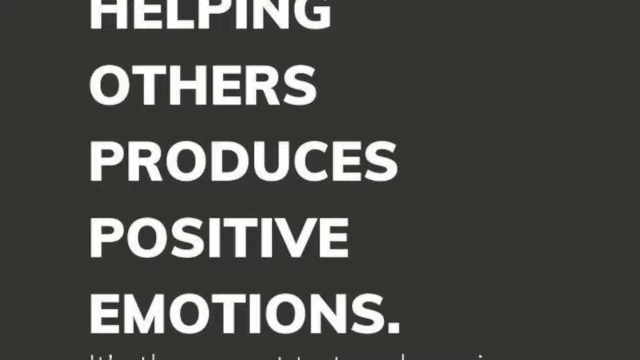 HELPING
OTHERS
PRODUCES
POSITIVE
EMOTIONS.